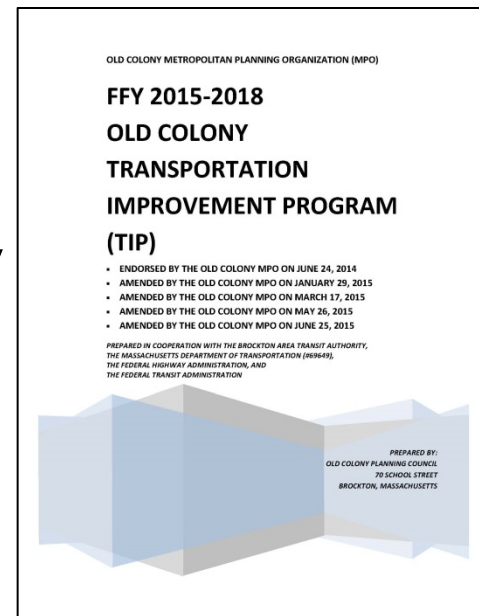 OLD COLONY METROPOLITAN PLANNING ORGANIZATION (MPO)
FFY 2015-2018
OLD COLONY
TRANSPORTATION
IMPROVEMENT PROGRAM
(TIP)
▪ ENDORSED BY THE OLD COLONY MPO ON JUNE 24, 2014
▪ AMENDED BY THE OLD COLONY MPO ON JANUARY 29, 2015
▪ AMENDED BY THE OLD COLONY MPO ON MARCH 17, 2015
▪ AMENDED BY THE OLD COLONY MPO ON MAY 26, 2015
▪ AMENDED BY THE OLD COLONY MPO ON JUNE 25, 2015
PREPARED IN COOPERATION WITH THE BROCKTON AREA TRANSIT AUTHORITY,
THE MASSACHUSETTS DEPARTMENT OF TRANSPORTATION (#69649),
THE FEDERAL HIGHWAY ADMINISTRATION, AND
THE FEDERAL TRANSIT ADMINISTRATION
PREPARED BY:
OLD COLONY PLANNING COUNCIL
70 SCHOOL STREET
BROCKTON, MASSACHUSETTS